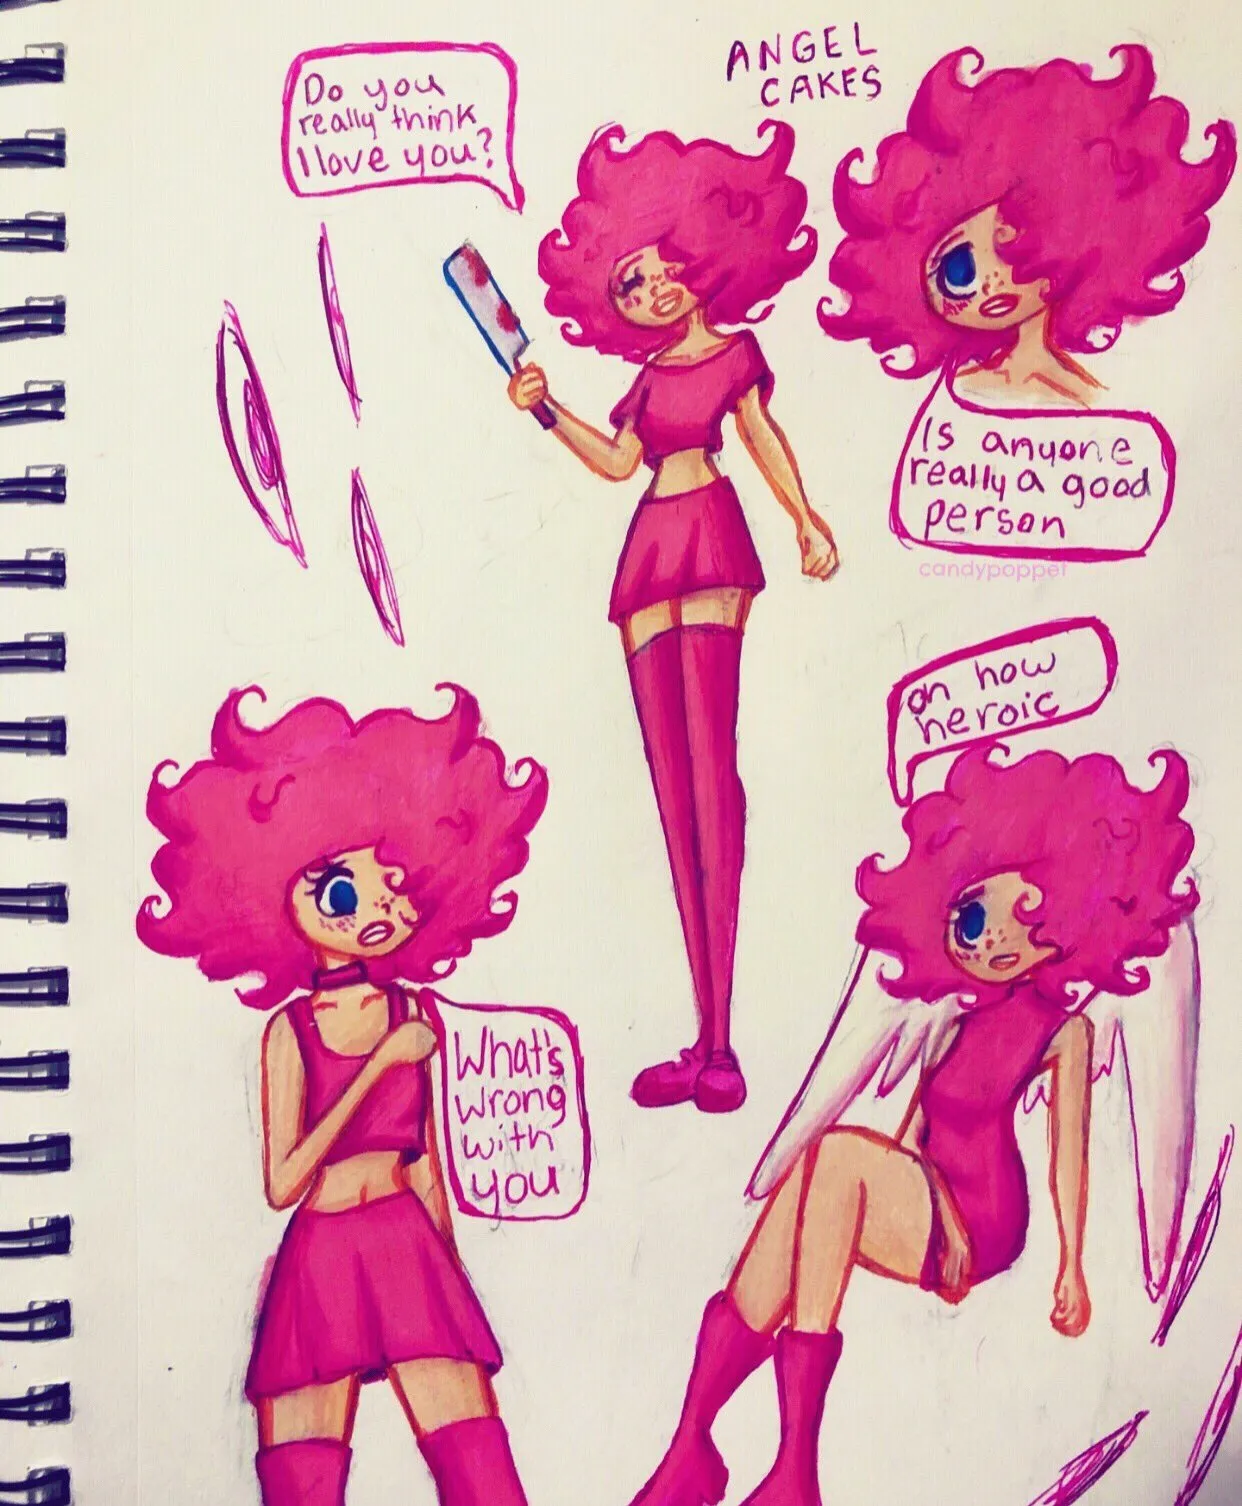 ANGEL
CAKES
Do you
really think
I love you?
Is anyone
really a good
person
candypoppet
oh how
heroic
What's
wrong
with
you